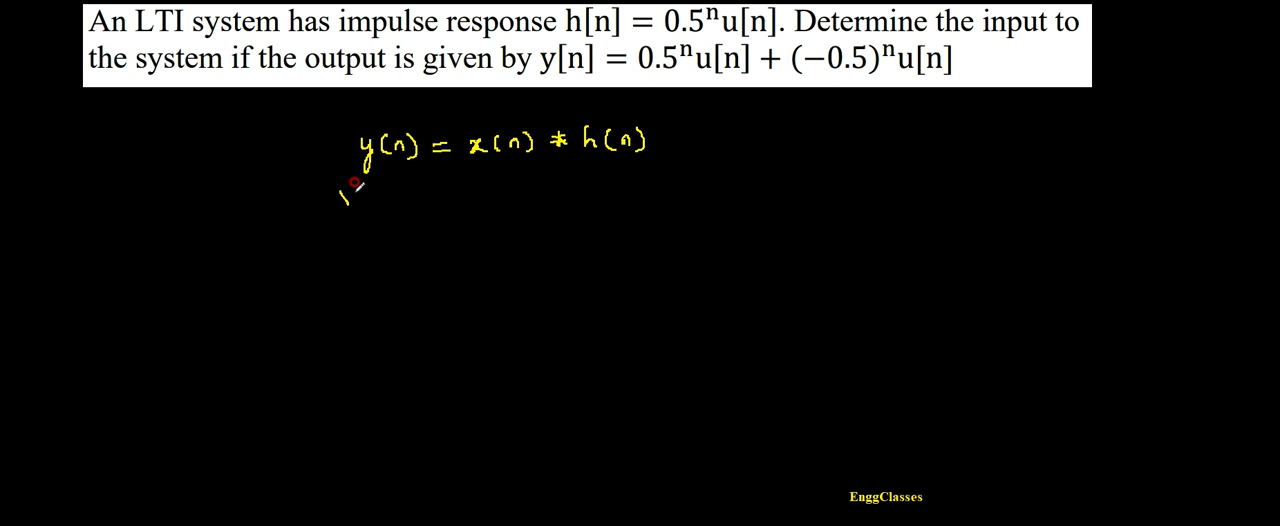 An LTI system has impulse response h[n] = 0.5ⁿu[n]. Determine the input to
the system if the output is given by y[n] = 0.5ⁿu[n] + (−0.5)ⁿu[n]
y(n) = x(n) * h(n)
EnggClasses